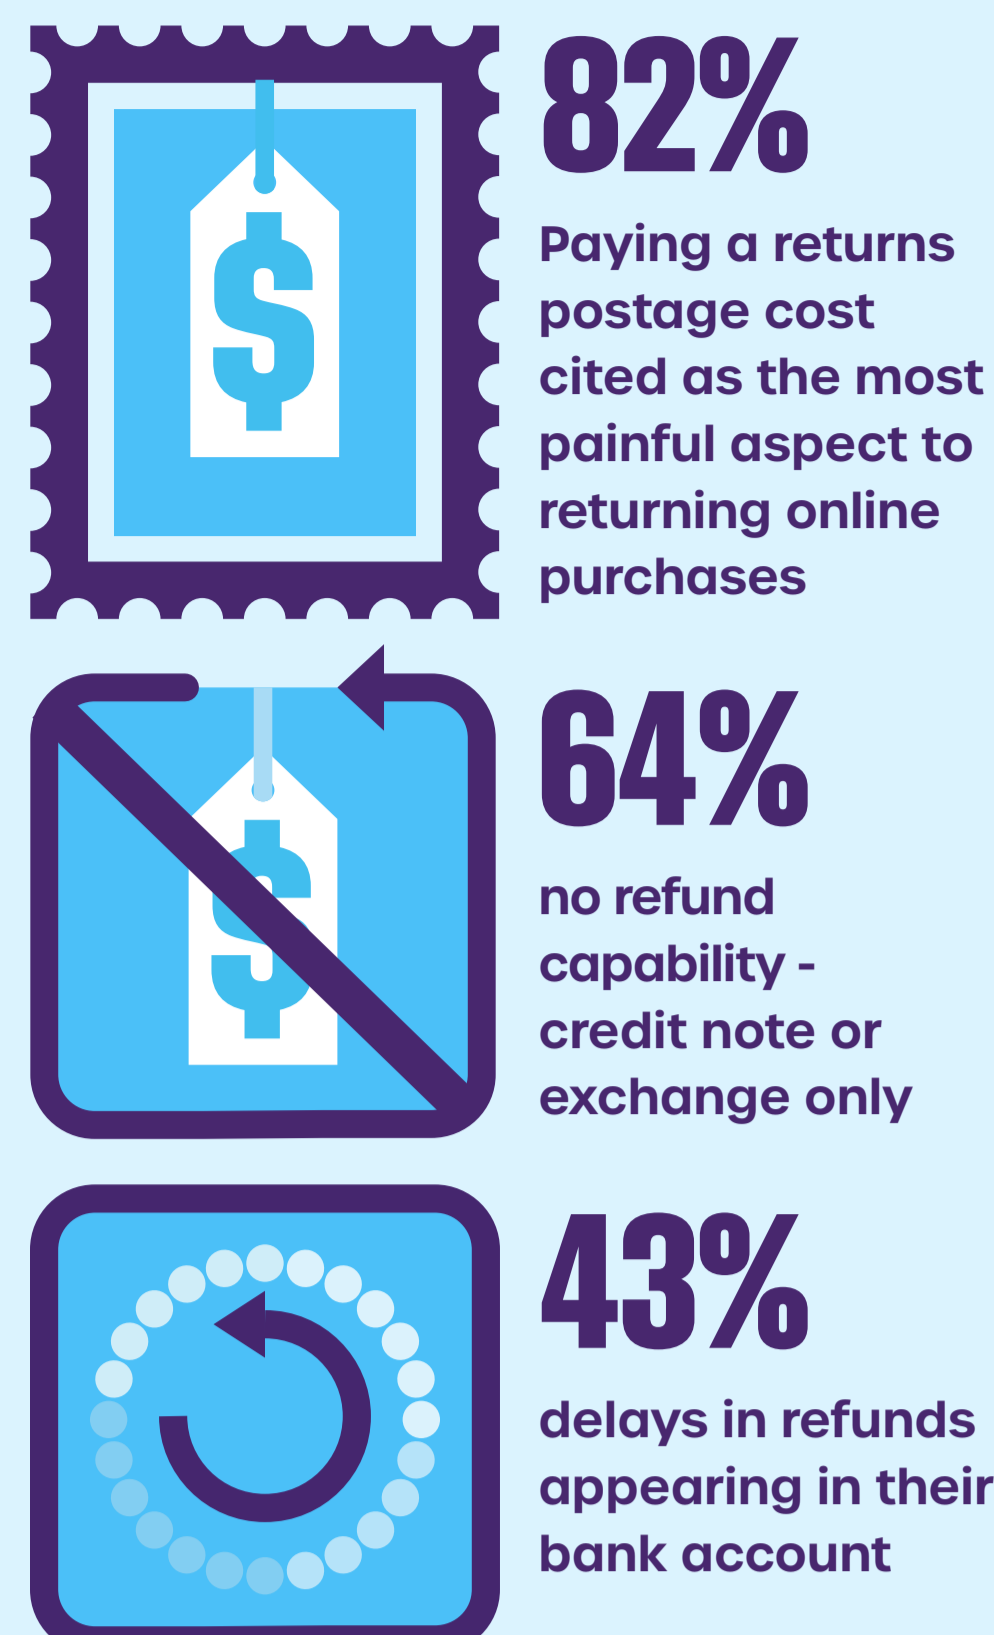 $
82%
Paying a returns
postage cost
cited as the most
painful aspect to
returning online
purchases
$
64%
no refund
capability -
credit note or
exchange only
43%
delays in refunds
appearing in their
bank account